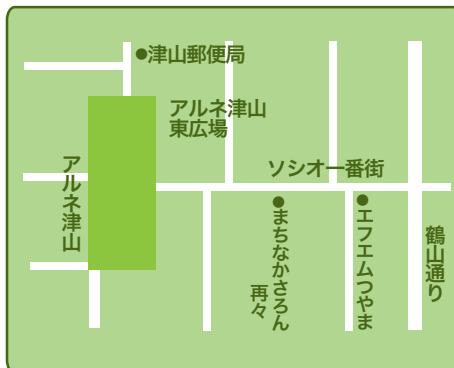 ●津山郵便局
アルネ津山
東広場
アルネ津山
ソシオ一番街
●まちなかさろん
再々
●エフエムつやま
鶴山通り